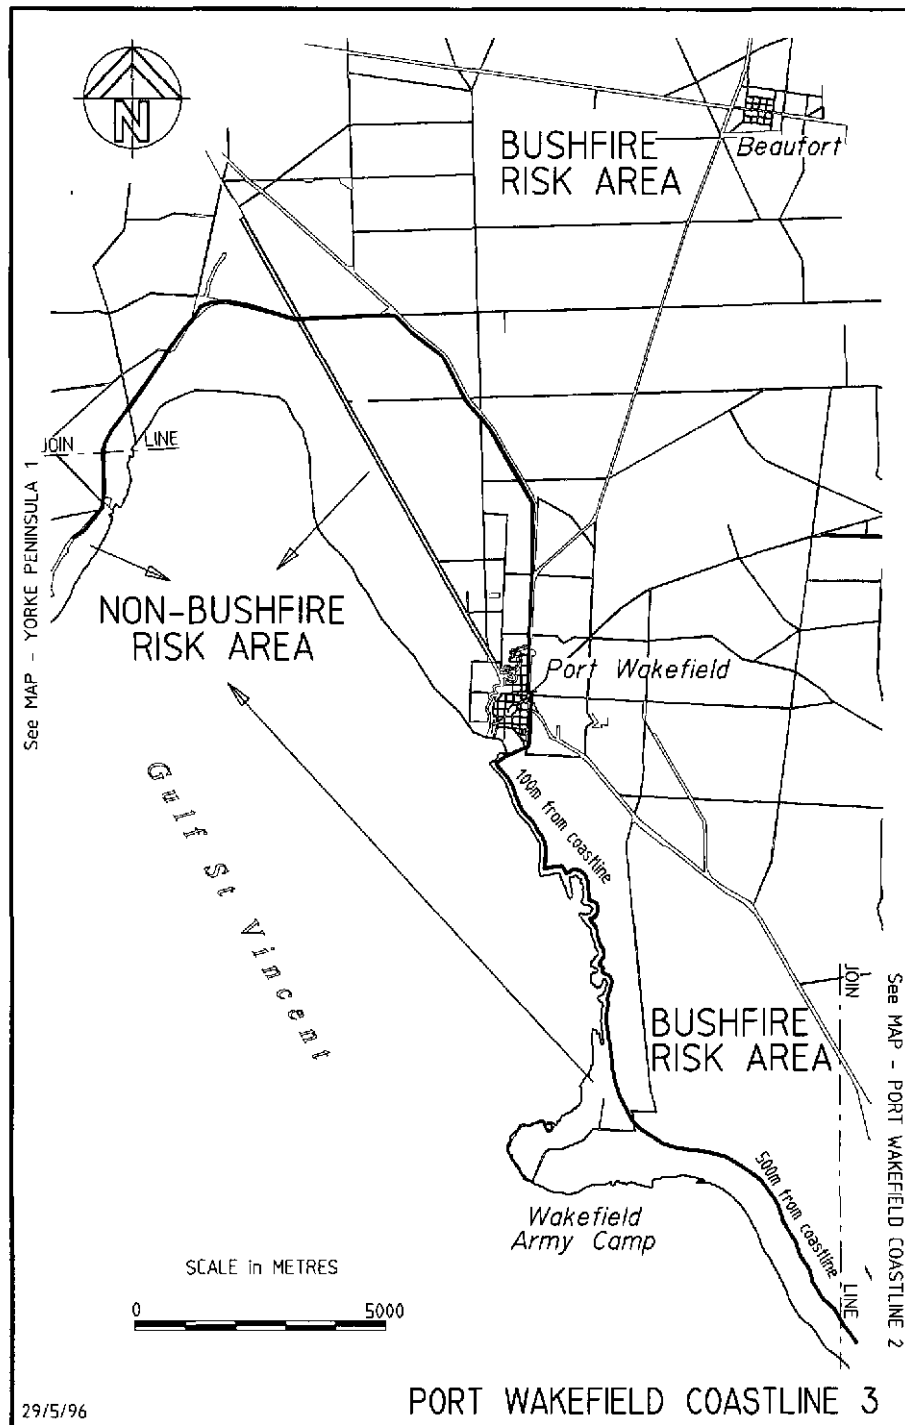 N
BUSHFIRE
RISK AREA
Beaufort
JOIN LINE
See MAP - YORKE PENINSULA 1
NON-BUSHFIRE
RISK AREA
Port Wakefield
100m from coastline
Gulf St Vincent
BUSHFIRE
RISK AREA
JOIN LINE
See MAP - PORT WAKEFIELD COASTLINE 2
500m from coastline
Wakefield
Army Camp
SCALE in METRES
0 5000
29/5/96
PORT WAKEFIELD COASTLINE 3